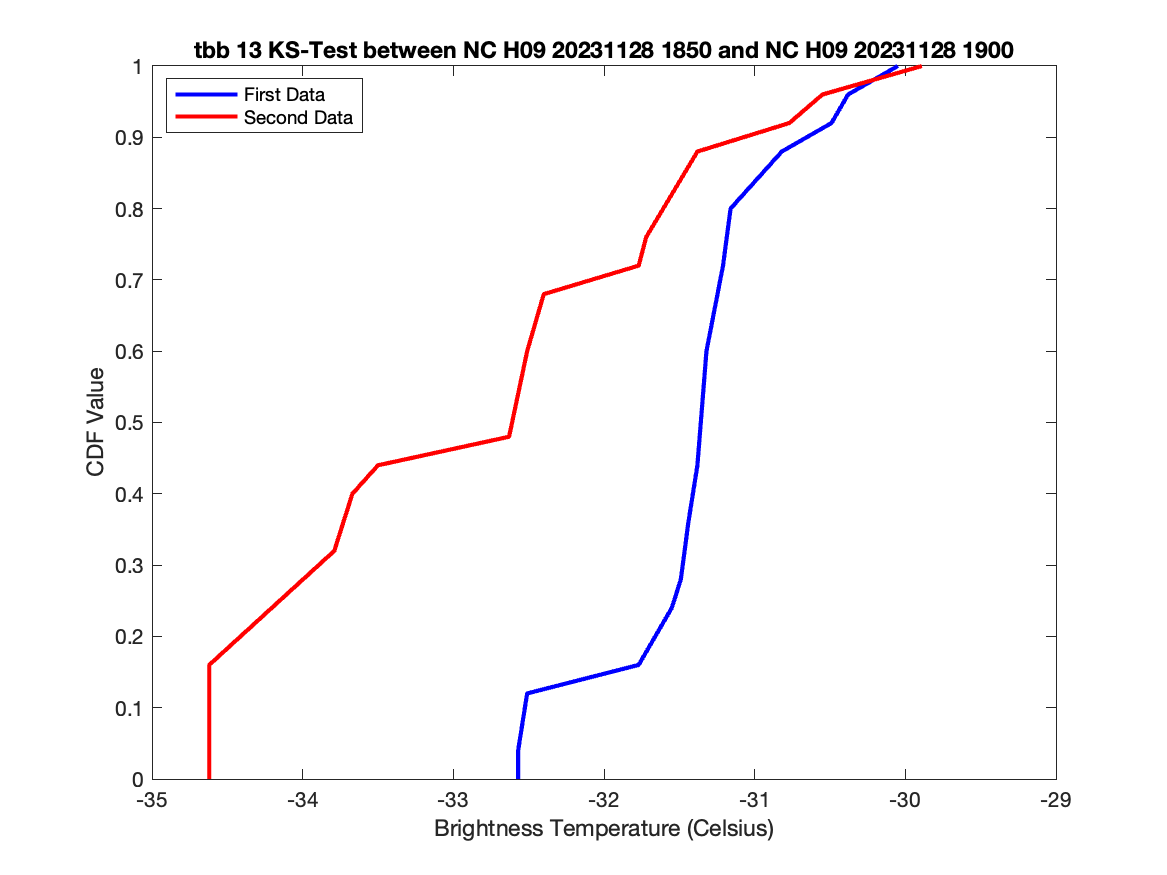 tbb 13 KS-Test between NC H09 20231128 1850 and NC H09 20231128 1900
First Data
Second Data
1
0.9
0.8
0.7
0.6
0.5
0.4
0.3
0.2
0.1
0
CDF Value
-35 -34 -33 -32 -31 -30 -29
Brightness Temperature (Celsius)